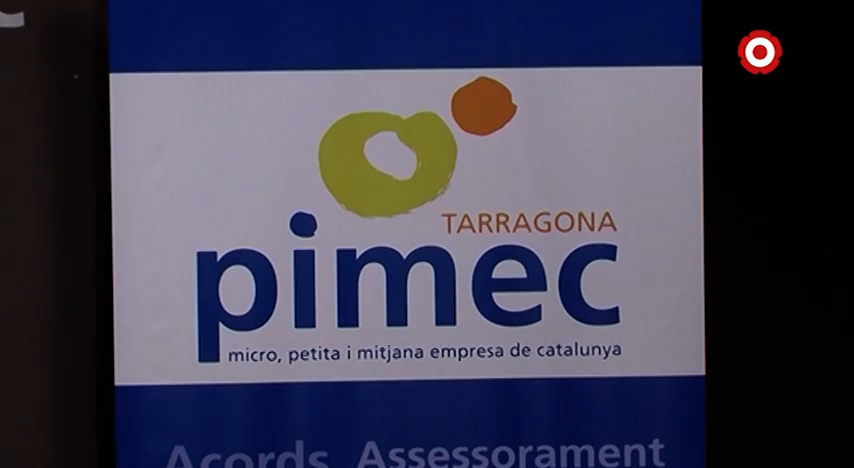 TARRAGONA
pimec
micro, petita i mitjana empresa de catalunya
Acords Assessorament